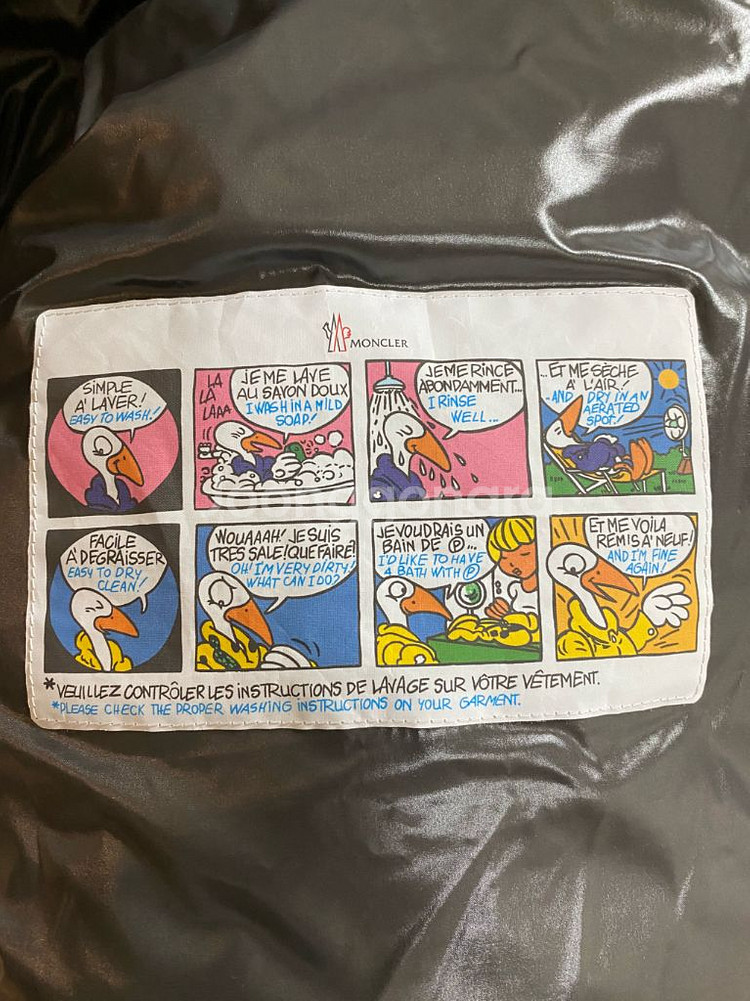 MONCLER
SIMPLE
A' LAVER!
EASY TO WASH!
LA
LA
LAAA
JE ME LAVE
AU SAVON DOUX
I WASH IN A MILD
SOAP!
JE ME RINCE
ABONDAMMENT...
I RINSE
WELL...
...ET ME SÈCHE
A' L'AIR!
-AND DRY IN AN
AERATED
SPOT!
FACILE
A' DÉGRAISSER
EASY TO DRY
CLEAN!
WOUAAAH! JE SUIS
TRES SALE! QUE FAIRE?
OH! I'M VERY DIRTY!
WHAT CAN I DO?
JE VOUDRAIS UN
BAIN DE Ⓟ...
I'D LIKE TO HAVE
A BATH WITH Ⓟ
ET ME VOILA
REMIS A' NEUF!
AND I'M FINE
AGAIN!
*VEUILLEZ CONTRÔLER LES INSTRUCTIONS DE LAVAGE SUR VÔTRE VÊTEMENT.
*PLEASE CHECK THE PROPER WASHING INSTRUCTIONS ON YOUR GARMENT.